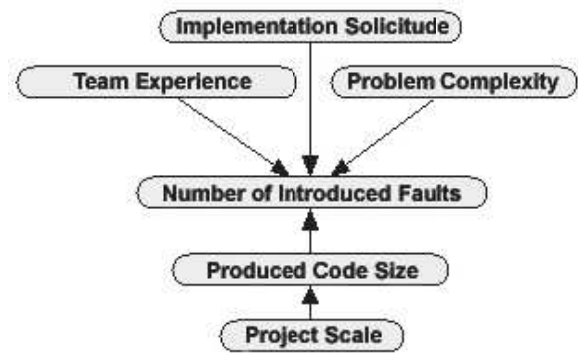 Implementation Solicitude
Team Experience
Problem Complexity
Number of Introduced Faults
Produced Code Size
Project Scale